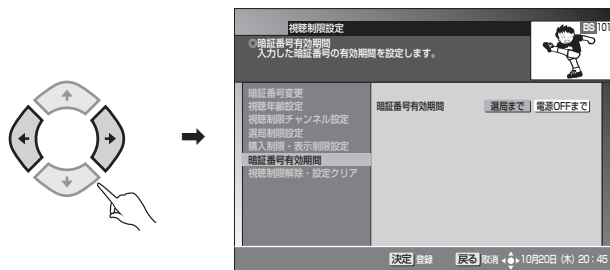 視聴制限設定
BS 101
◎暗証番号有効期間
入力した暗証番号の有効期間を設定します。
暗証番号変更
視聴年齢設定
視聴制限チャンネル設定
選局制限設定
購入制限・表示制限設定
暗証番号有効期間
視聴制限解除・設定クリア
暗証番号有効期間 選局まで 電源OFFまで
決定 登録 戻る 取消 10月20日 (木) 20:45